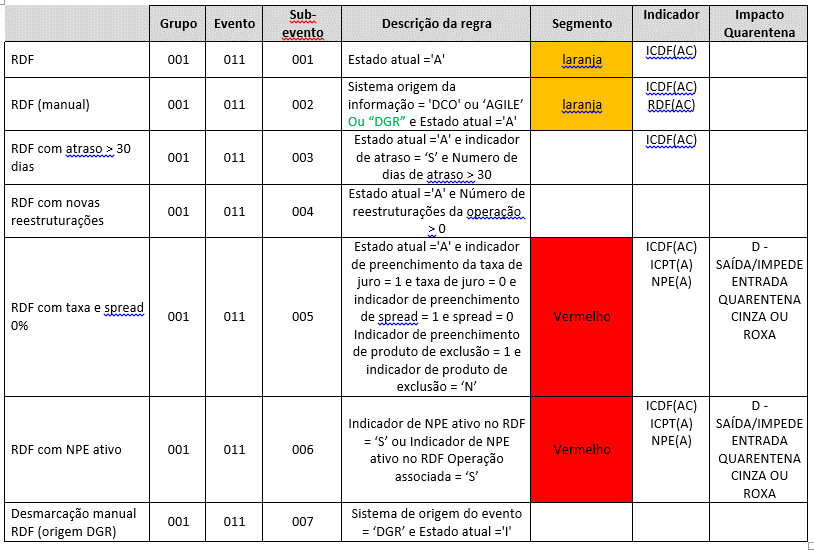 Grupo Evento Sub-evento Descrição da regra Segmento Indicador Impacto Quarentena
RDF 001 011 001 Estado atual ='A' laranja ICDF(AC)
RDF (manual) 001 011 002
Sistema origem da
informação = 'DCO' ou ‘AGILE’
Ou “DGR” e Estado atual ='A'
laranja
ICDF(AC)
RDF(AC)
RDF com atraso > 30
dias
001 011 003
Estado atual ='A' e indicador
de atraso = ‘S’ e Numero de
dias de atraso > 30
ICDF(AC)
RDF com novas
reestruturações
001 011 004
Estado atual ='A' e Número de
reestruturações da operação
> 0
RDF com taxa e spread
0%
001 011 005
Estado atual ='A' e indicador
de preenchimento da taxa de
juro = 1 e taxa de juro = 0 e
indicador de preenchimento
de spread = 1 e spread = 0
Indicador de preenchimento
de produto de exclusão = 1 e
indicador de produto de
exclusão = ‘N’
Vermelho
ICDF(AC)
ICPT(A)
NPE(A)
D -
SAÍDA/IMPEDE
ENTRADA
QUARENTENA
CINZA OU
ROXA
RDF com NPE ativo 001 011 006
Indicador de NPE ativo no RDF
= ‘S’ ou Indicador de NPE
ativo no RDF Operação
associada = ‘S’
Vermelho
ICDF(AC)
ICPT(A)
NPE(A)
D -
SAÍDA/IMPEDE
ENTRADA
QUARENTENA
CINZA OU
ROXA
Desmarcação manual
RDF (origem DGR)
001 011 007
Sistema de origem do evento
= ‘DGR’ e Estado atual ='I'